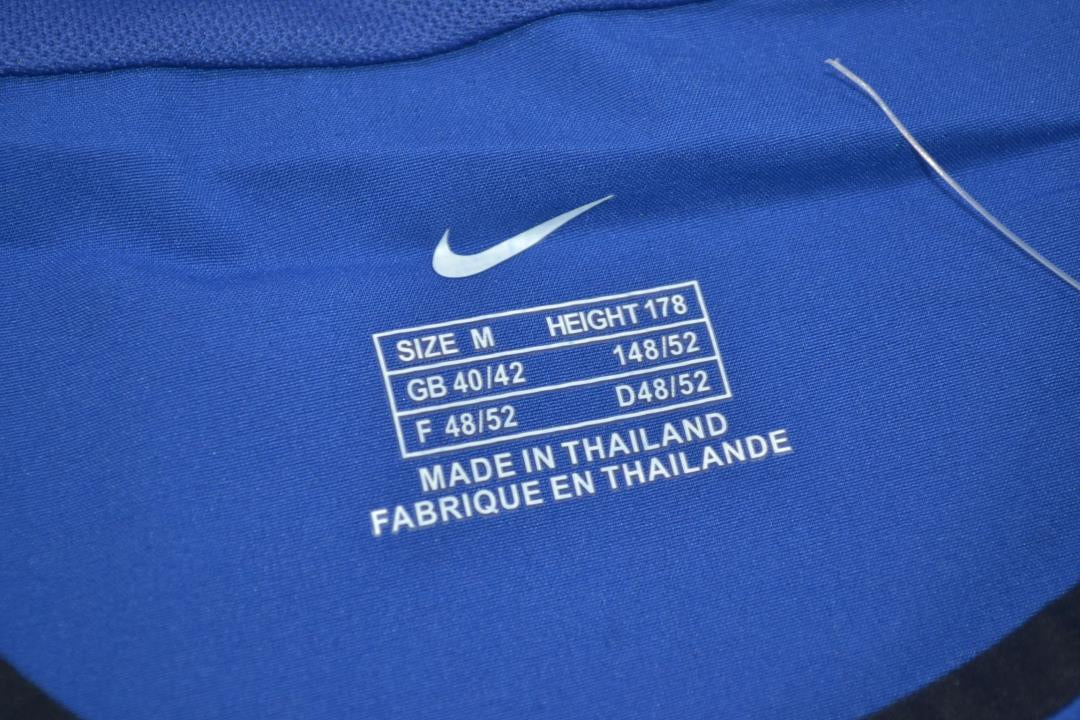 SIZE M HEIGHT 178
GB 40/42 148/52
F 48/52 D48/52
MADE IN THAILAND
FABRIQUE EN THAILANDE